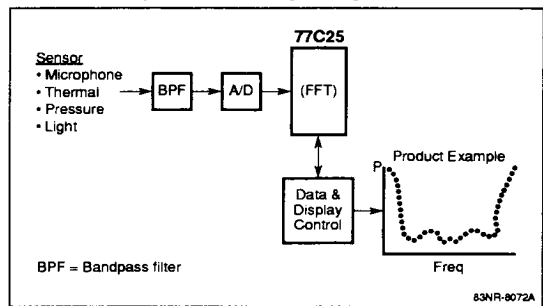 77C25
Sensor
• Microphone
• Thermal
• Pressure
• Light
BPF
A/D
(FFT)
Data &
Display
Control
Product Example
P
Freq
BPF = Bandpass filter
83NR-8072A